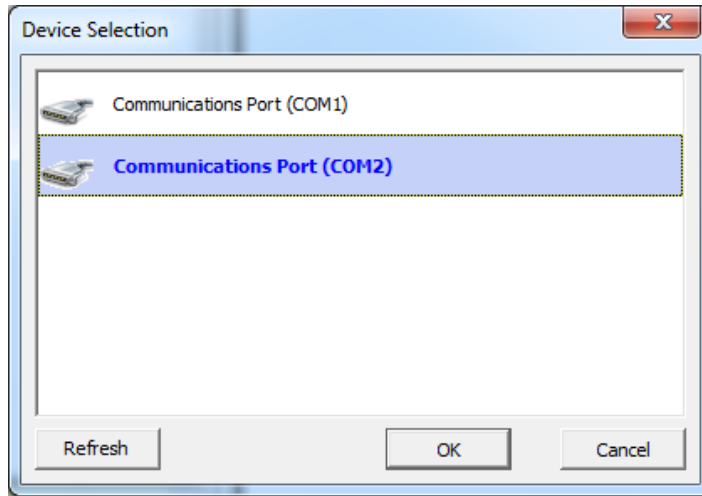 Device Selection
Communications Port (COM1)
Communications Port (COM2)
Refresh
OK
Cancel